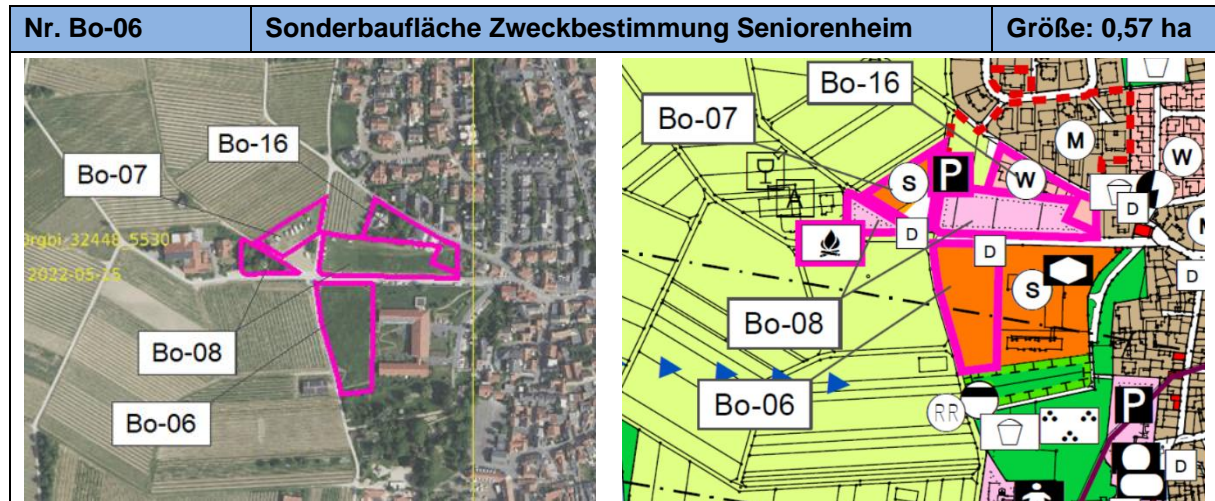 Nr. Bo-06 Sonderbaufläche Zweckbestimmung Seniorenheim Größe: 0,57 ha
Bo-16
Bo-07
2022-05-
Bo-08
Bo-06
Bo-16
Bo-07
M
W
S
P
W
D
D
D
S
Bo-08
D
Bo-06
RR
P
D